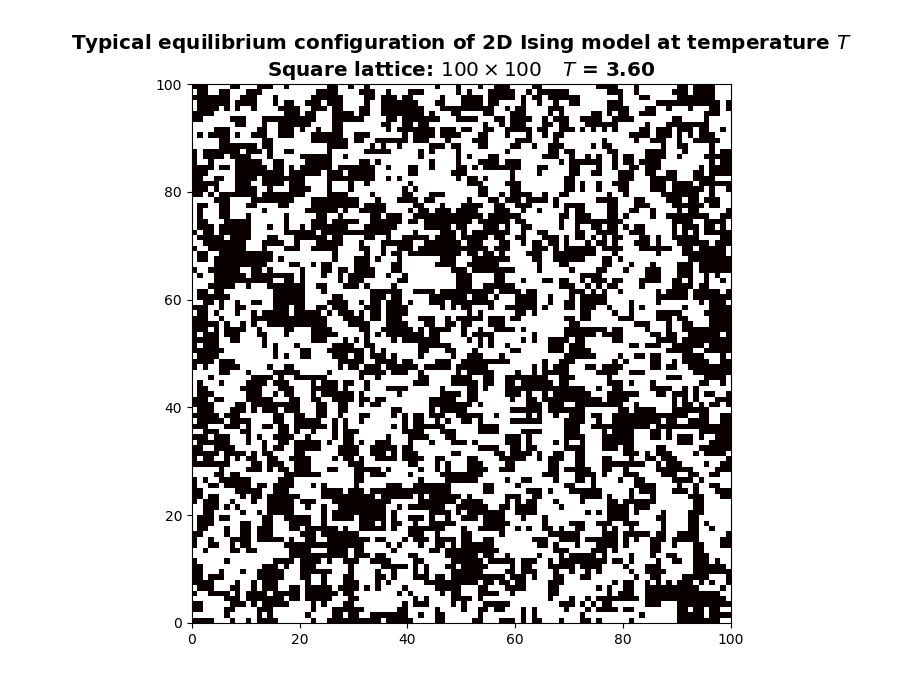 Typical equilibrium configuration of 2D Ising model at temperature T
Square lattice: 100 × 100 T = 3.60
100
80
60
40
20
0
0 20 40 60 80 100